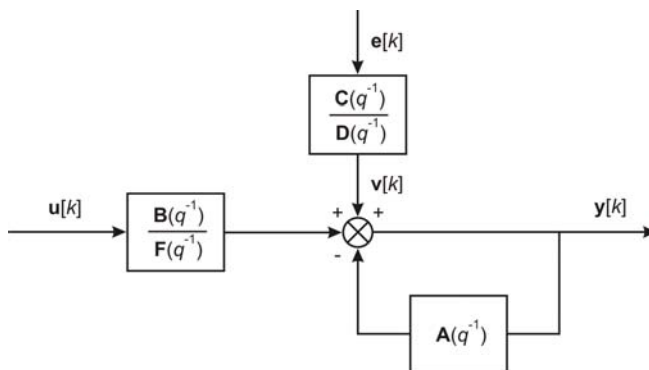 e[k]
C(q⁻¹)
D(q⁻¹)
v[k]
u[k]
B(q⁻¹)
F(q⁻¹)
+ +
-
y[k]
A(q⁻¹)